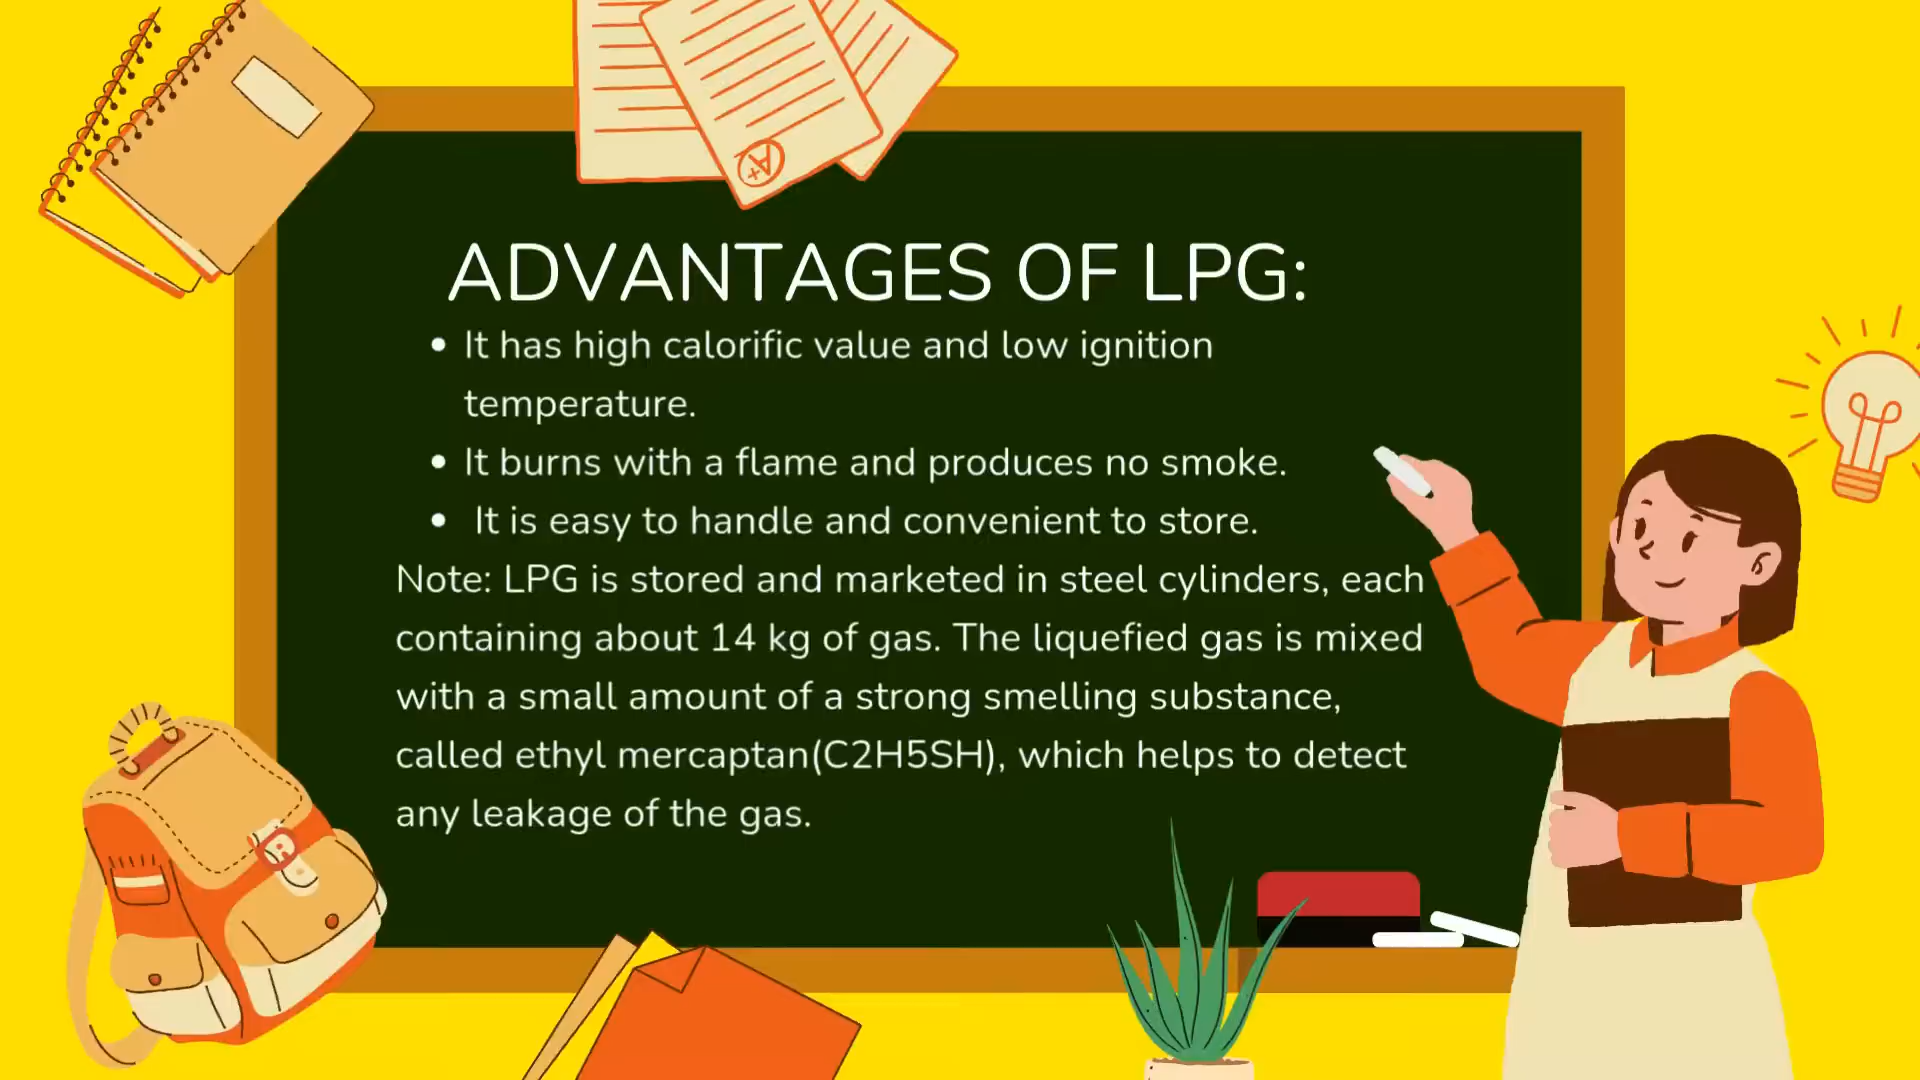 A+
ADVANTAGES OF LPG:
• It has high calorific value and low ignition
temperature.
• It burns with a flame and produces no smoke.
• It is easy to handle and convenient to store.
Note: LPG is stored and marketed in steel cylinders, each
containing about 14 kg of gas. The liquefied gas is mixed
with a small amount of a strong smelling substance,
called ethyl mercaptan(C2H5SH), which helps to detect
any leakage of the gas.